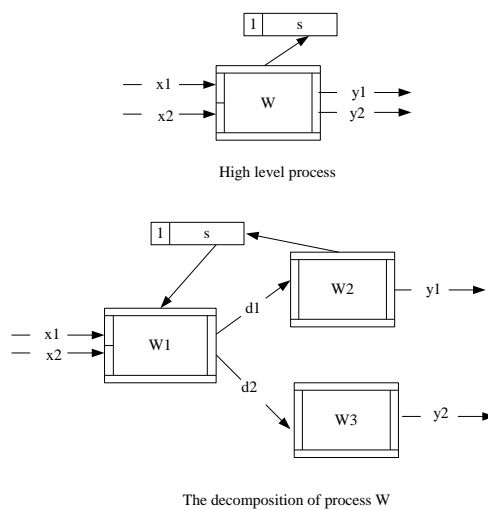 1 s
x1
x2
W
y1
y2
High level process
1 s
x1
x2
W1
d1
d2
W2
y1
W3
y2
The decomposition of process W